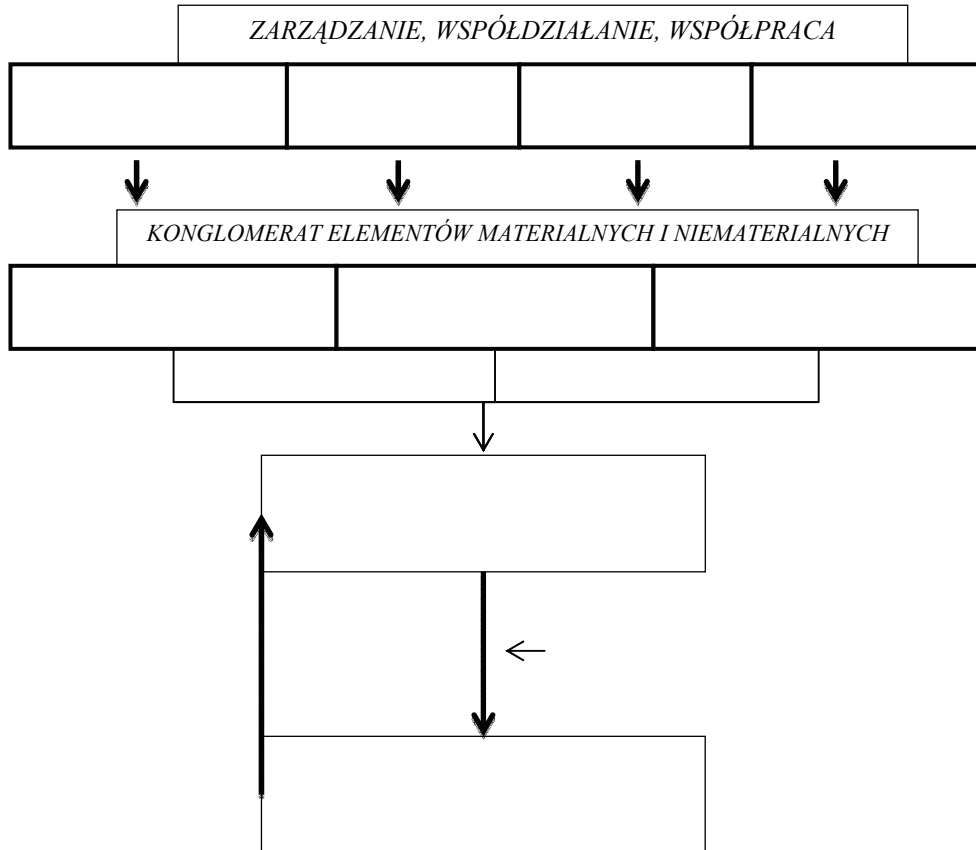 ZARZĄDZANIE, WSPÓŁDZIAŁANIE, WSPÓŁPRACA
KONGLOMERAT ELEMENTÓW MATERIALNYCH I NIEMATERIALNYCH